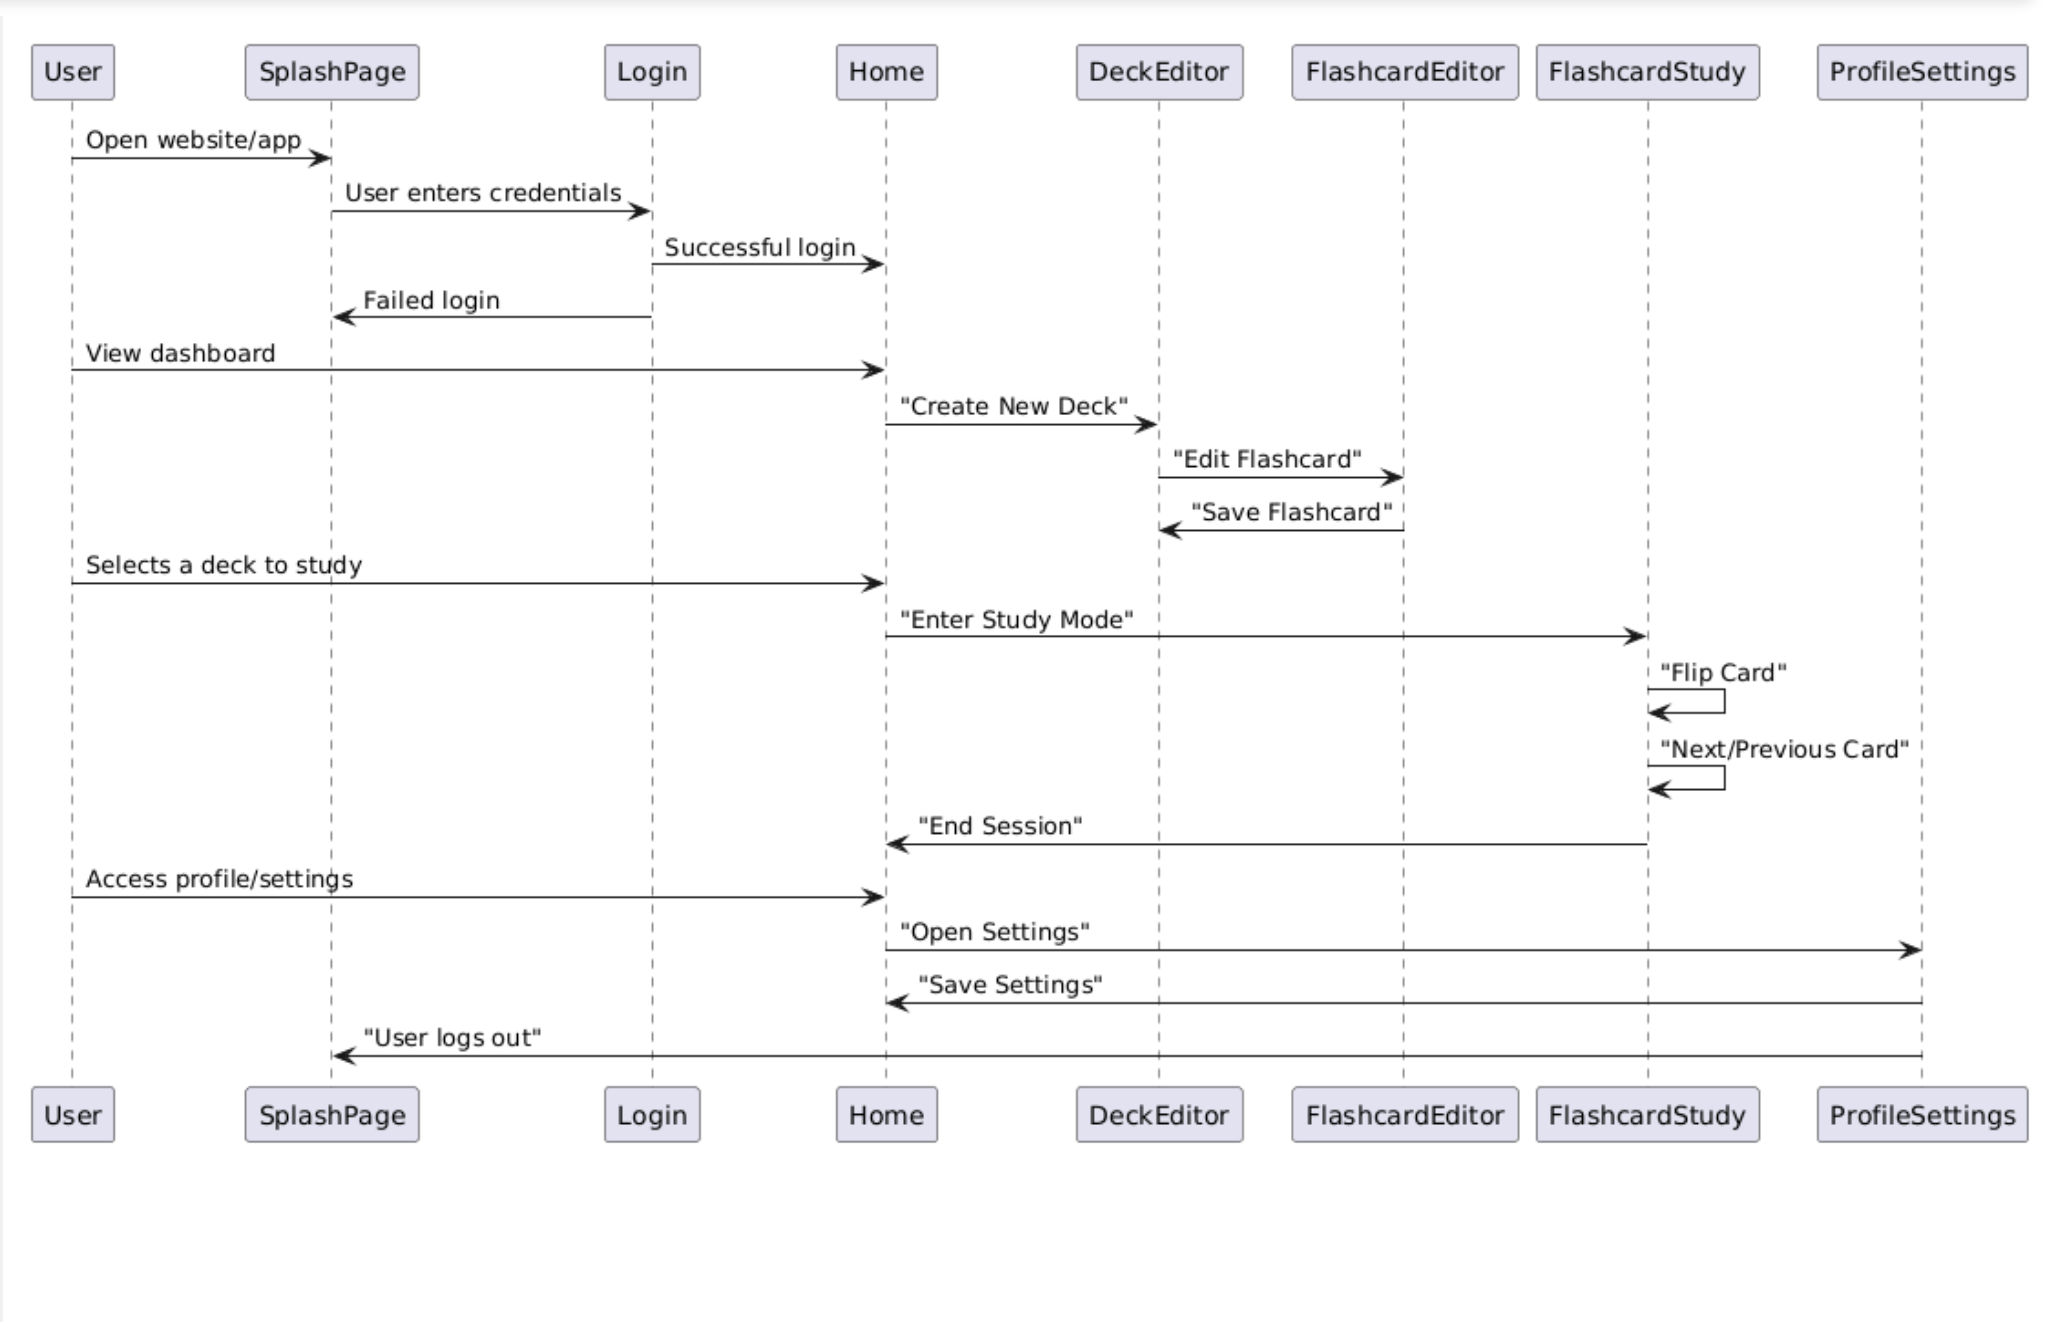 User SplashPage Login Home DeckEditor FlashcardEditor FlashcardStudy ProfileSettings
Open website/app
User enters credentials
Successful login
Failed login
View dashboard
"Create New Deck"
"Edit Flashcard"
"Save Flashcard"
Selects a deck to study
"Enter Study Mode"
"Flip Card"
"Next/Previous Card"
"End Session"
Access profile/settings
"Open Settings"
"Save Settings"
"User logs out"
User SplashPage Login Home DeckEditor FlashcardEditor FlashcardStudy ProfileSettings